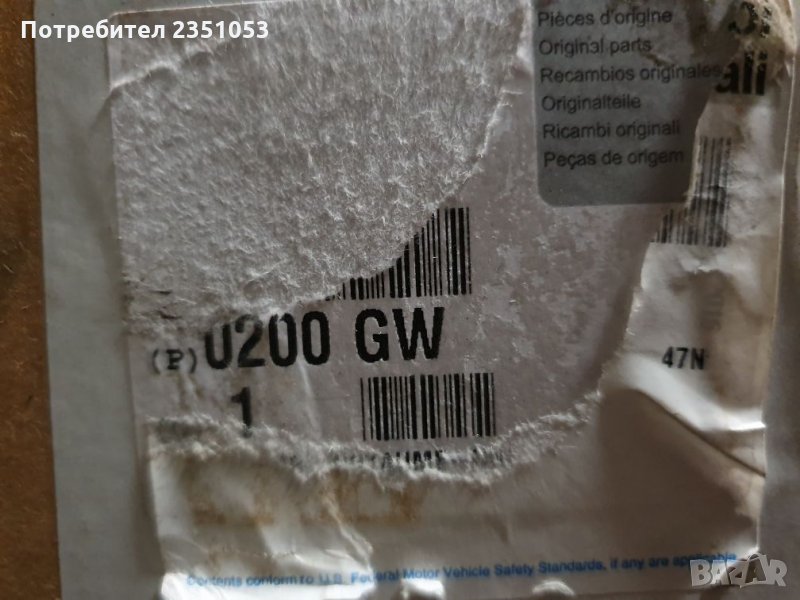 Потребител 2351053
Pièces d'origine
Original parts
Recambios originales
Originalteile
Ricambi originali
Peças de origem
(P) 0200 GW
47N
1
Contents conform to U.S. Federal Motor Vehicle Safety Standards, if any are applicable
BAZAR